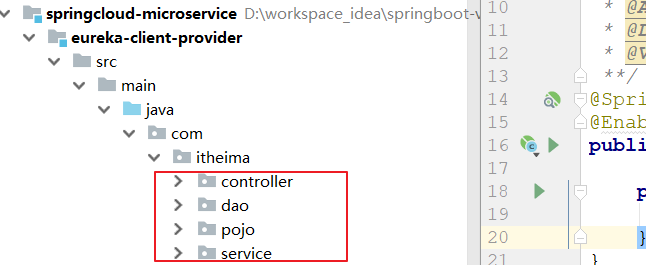 springcloud-microservice D:\workspace_idea\springboot-v
eureka-client-provider
src
main
java
com
itheima
controller
dao
pojo
service
10 * @A
11 * @D
12 * @V
13 **/
14 @Spri
15 @Enab
16 publi
17
18 p
19
20 }
21 }